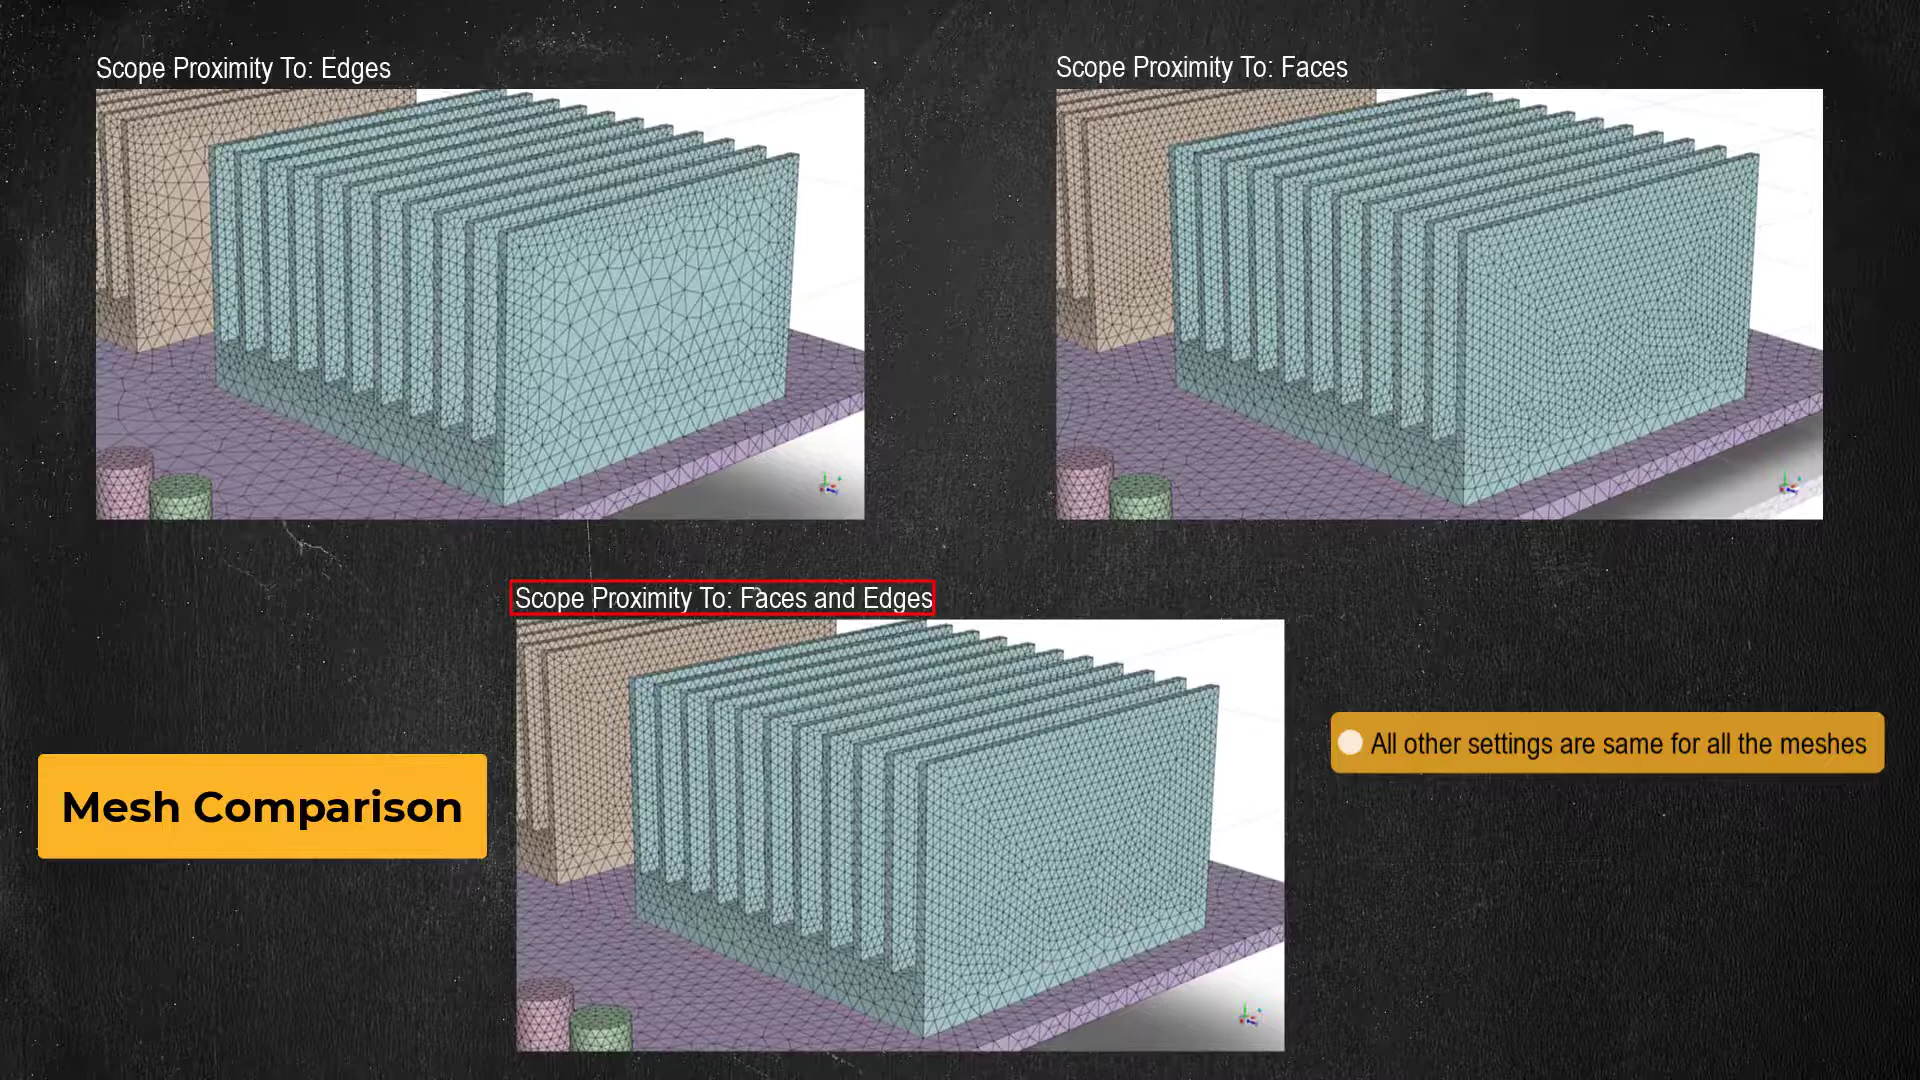 Scope Proximity To: Edges
Scope Proximity To: Faces
Scope Proximity To: Faces and Edges
All other settings are same for all the meshes
Mesh Comparison